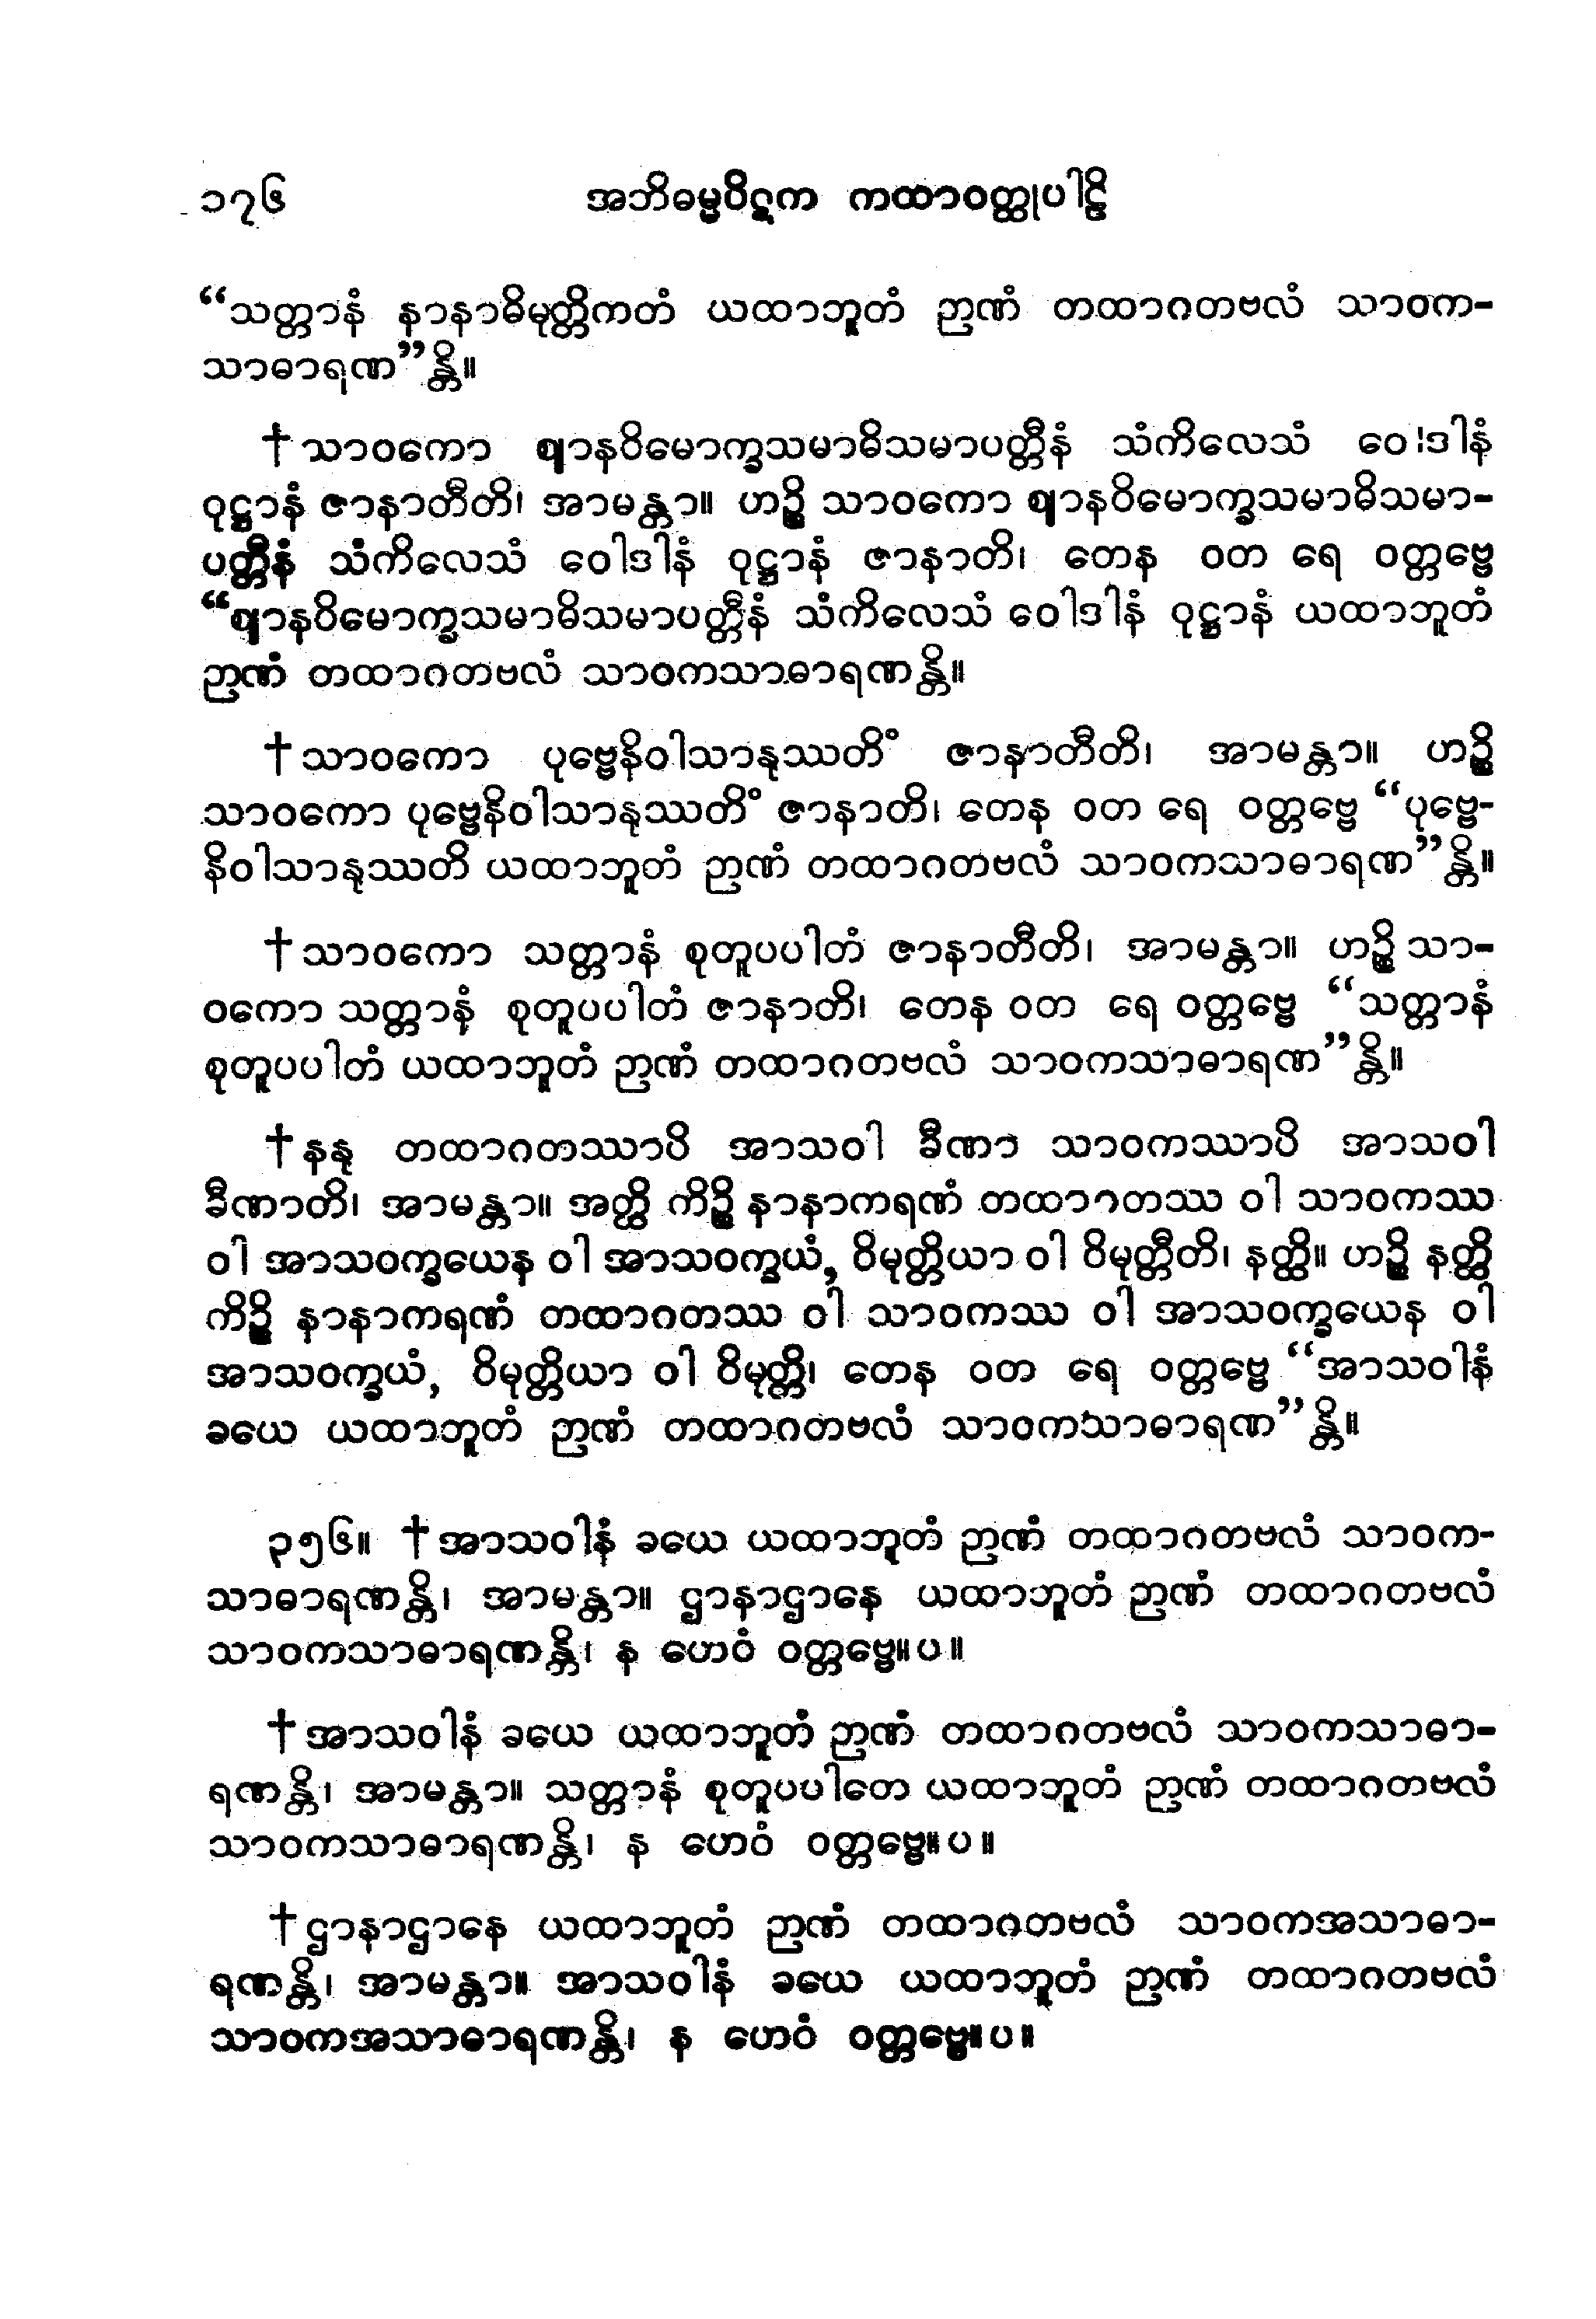 ၁၇၆ အဘိဓမ္မပိဋက ကထာဝတ္ထုပါဠိ
“သတ္တာနံ နာနာဓိမုတ္တိကတံ ယထာဘူတံ ဉာဏံ တထာဂတဗလံ သာဝက-
သာဓာရဏ”န္တိ။
†သာဝကော ဈာနဝိမောက္ခသမာဓိသမာပတ္တီနံ သံကိလေသံ ဝေါဒါနံ
ဝုဋ္ဌာနံ ဇာနာတီတိ၊ အာမန္တာ။ ဟဉ္စိ သာဝကော ဈာနဝိမောက္ခသမာဓိသမာ-
ပတ္တီနံ သံကိလေသံ ဝေါဒါနံ ဝုဋ္ဌာနံ ဇာနာတိ၊ တေန ဝတ ရေ ဝတ္တဗ္ဗေ
“ဈာနဝိမောက္ခသမာဓိသမာပတ္တီနံ သံကိလေသံ ဝေါဒါနံ ဝုဋ္ဌာနံ ယထာဘူတံ
ဉာဏံ တထာဂတဗလံ သာဝကသာဓာရဏန္တိ။
†သာဝကော ပုဗ္ဗေနိဝါသာနုဿတိံ ဇာနာတီတိ၊ အာမန္တာ။ ဟဉ္စိ
သာဝကော ပုဗ္ဗေနိဝါသာနုဿတိံ ဇာနာတိ၊ တေန ဝတ ရေ ဝတ္တဗ္ဗေ “ပုဗ္ဗေ-
နိဝါသာနုဿတိ ယထာဘူတံ ဉာဏံ တထာဂတဗလံ သာဝကသာဓာရဏ”န္တိ။
†သာဝကော သတ္တာနံ စုတူပပါတံ ဇာနာတီတိ၊ အာမန္တာ။ ဟဉ္စိ သာ-
ဝကော သတ္တာနံ စုတူပပါတံ ဇာနာတိ၊ တေန ဝတ ရေ ဝတ္တဗ္ဗေ “သတ္တာနံ
စုတူပပါတံ ယထာဘူတံ ဉာဏံ တထာဂတဗလံ သာဝကသာဓာရဏ”န္တိ။
†နနု တထာဂတဿာပိ အာသဝါ ခီဏာ သာဝကဿာပိ အာသဝါ
ခီဏာတိ၊ အာမန္တာ။ အတ္ထိ ကိဉ္စိ နာနာကရဏံ တထာဂတဿ ဝါ သာဝကဿ
ဝါ အာသဝက္ခယေန ဝါ အာသဝက္ခယံ, ဝိမုတ္တိယာ ဝါ ဝိမုတ္တီတိ၊ နတ္ထိ။ ဟဉ္စိ နတ္ထိ
ကိဉ္စိ နာနာကရဏံ တထာဂတဿ ဝါ သာဝကဿ ဝါ အာသဝက္ခယေန ဝါ
အာသဝက္ခယံ, ဝိမုတ္တိယာ ဝါ ဝိမုတ္တိ၊ တေန ဝတ ရေ ဝတ္တဗ္ဗေ “အာသဝါနံ
ခယေ ယထာဘူတံ ဉာဏံ တထာဂတဗလံ သာဝကသာဓာရဏ”န္တိ။
၃၅၆။ †အာသဝါနံ ခယေ ယထာဘူတံ ဉာဏံ တထာဂတဗလံ သာဝက-
သာဓာရဏန္တိ၊ အာမန္တာ။ ဌာနာဌာနေ ယထာဘူတံ ဉာဏံ တထာဂတဗလံ
သာဝကသာဓာရဏန္တိ၊ န ဟေဝံ ဝတ္တဗ္ဗေ။ပ။
†အာသဝါနံ ခယေ ယထာဘူတံ ဉာဏံ တထာဂတဗလံ သာဝကသာဓာ-
ရဏန္တိ၊ အာမန္တာ။ သတ္တာနံ စုတူပပါတေ ယထာဘူတံ ဉာဏံ တထာဂတဗလံ
သာဝကသာဓာရဏန္တိ၊ န ဟေဝံ ဝတ္တဗ္ဗေ။ပ။
†ဌာနာဌာနေ ယထာဘူတံ ဉာဏံ တထာဂတဗလံ သာဝကအသာဓာ-
ရဏန္တိ၊ အာမန္တာ။ အာသဝါနံ ခယေ ယထာဘူတံ ဉာဏံ တထာဂတဗလံ
သာဝကအသာဓာရဏန္တိ၊ န ဟေဝံ ဝတ္တဗ္ဗေ။ပ။